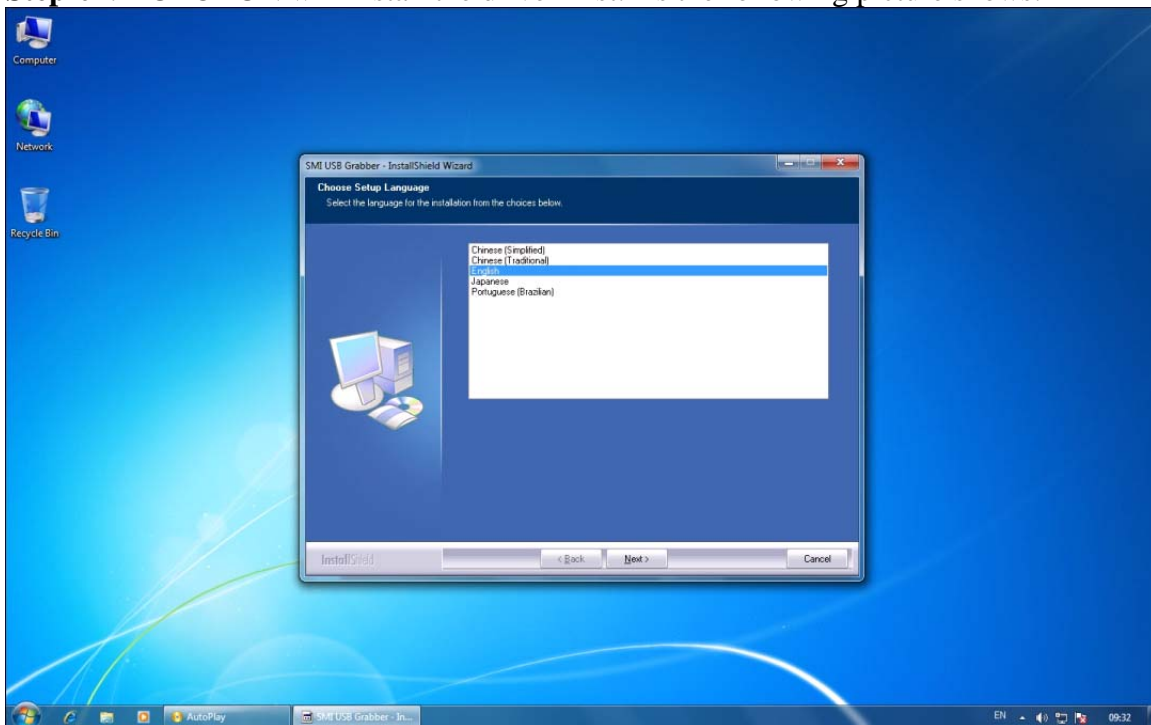 Computer
Network
Recycle Bin
SMI USB Grabber - InstallShield Wizard
Choose Setup Language
Select the language for the installation from the choices below.
Chinese (Simplified)
Chinese (Traditional)
English
Japanese
Portuguese (Brazilian)
InstallShield
< Back
Next >
Cancel
AutoPlay
SMI USB Grabber - In...
EN
09:32